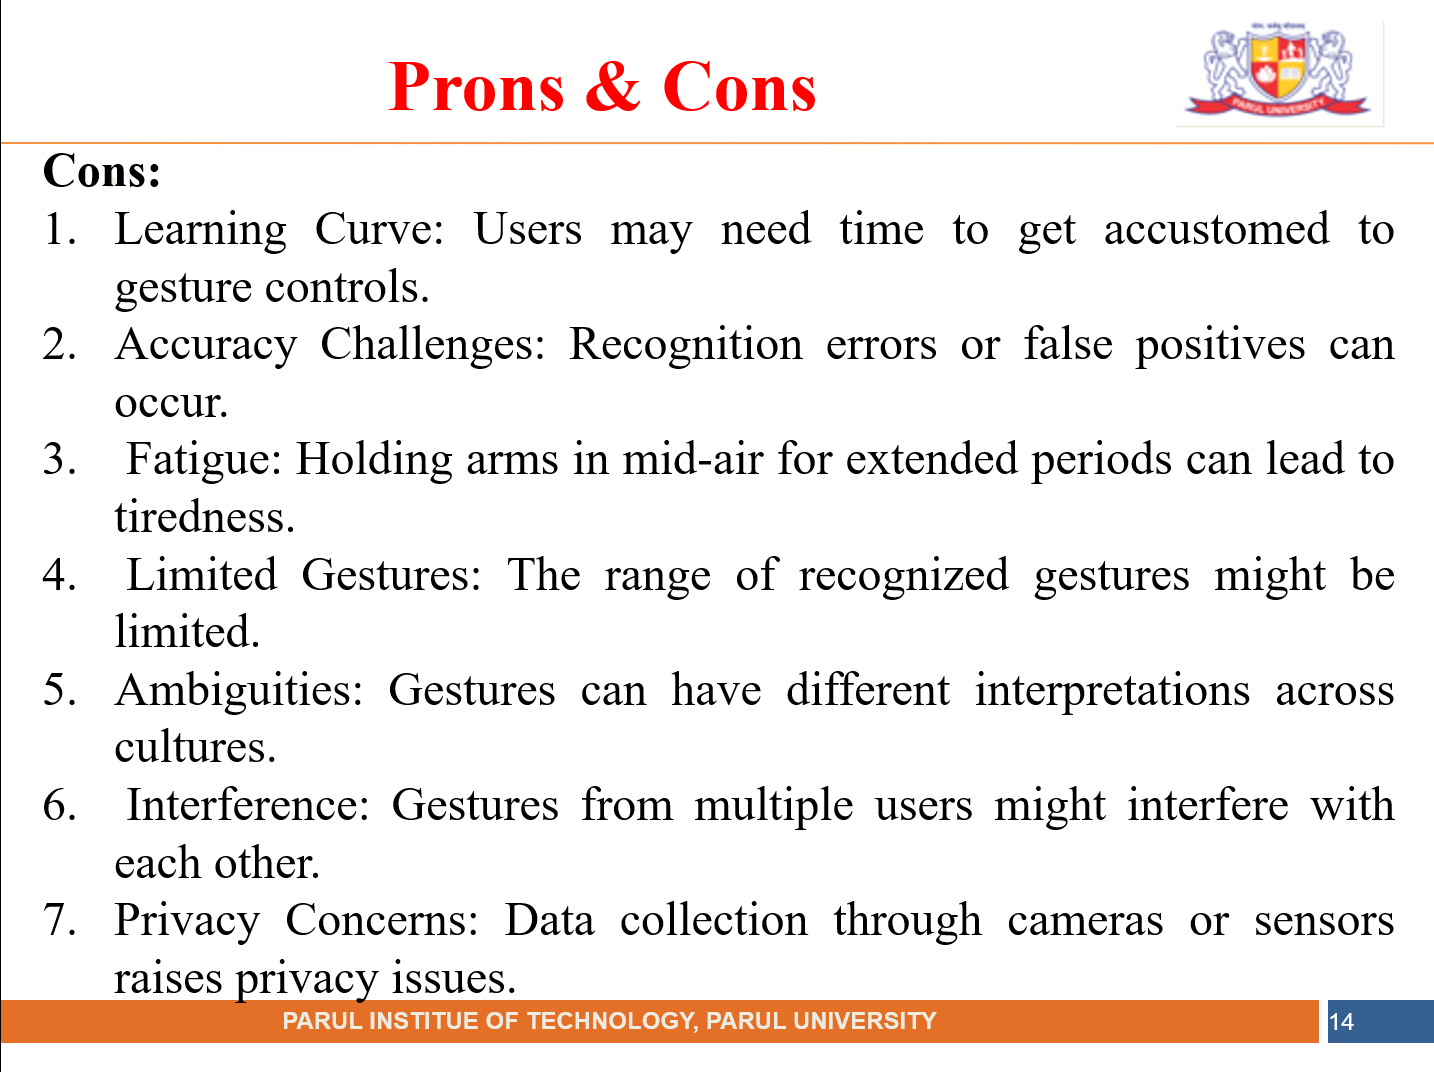 Prons & Cons
PARUL UNIVERSITY
Cons:
1. Learning Curve: Users may need time to get accustomed to
gesture controls.
2. Accuracy Challenges: Recognition errors or false positives can
occur.
3. Fatigue: Holding arms in mid-air for extended periods can lead to
tiredness.
4. Limited Gestures: The range of recognized gestures might be
limited.
5. Ambiguities: Gestures can have different interpretations across
cultures.
6. Interference: Gestures from multiple users might interfere with
each other.
7. Privacy Concerns: Data collection through cameras or sensors
raises privacy issues.
PARUL INSTITUE OF TECHNOLOGY, PARUL UNIVERSITY
14